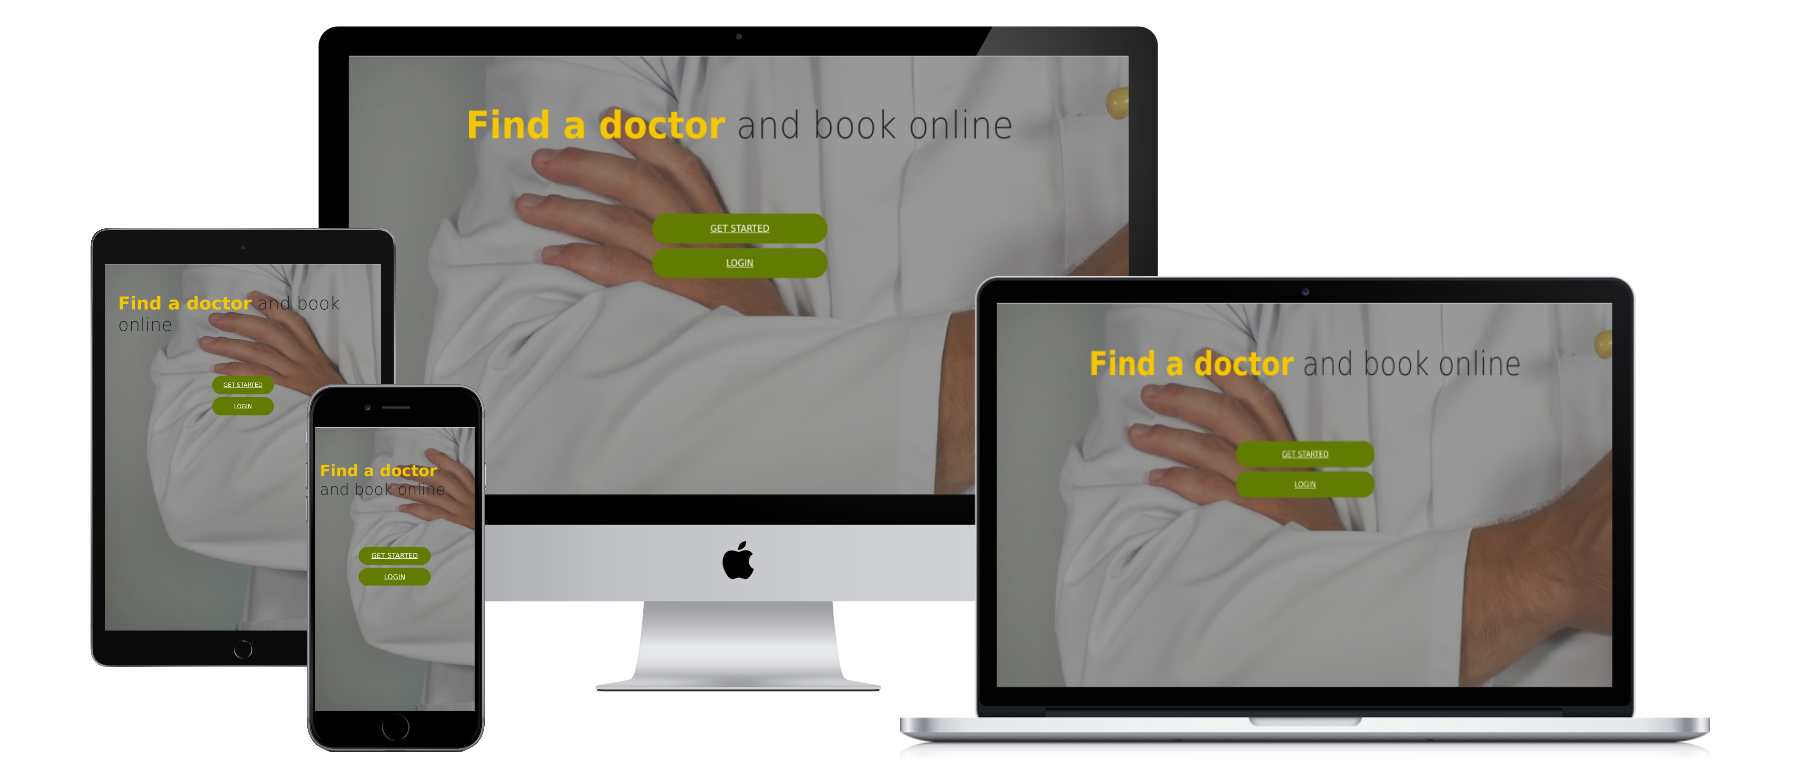 Find a doctor and book online
GET STARTED
LOGIN
Find a doctor and book
online
GET STARTED
LOGIN
Find a doctor
and book online
GET STARTED
LOGIN
Find a doctor and book online
GET STARTED
LOGIN